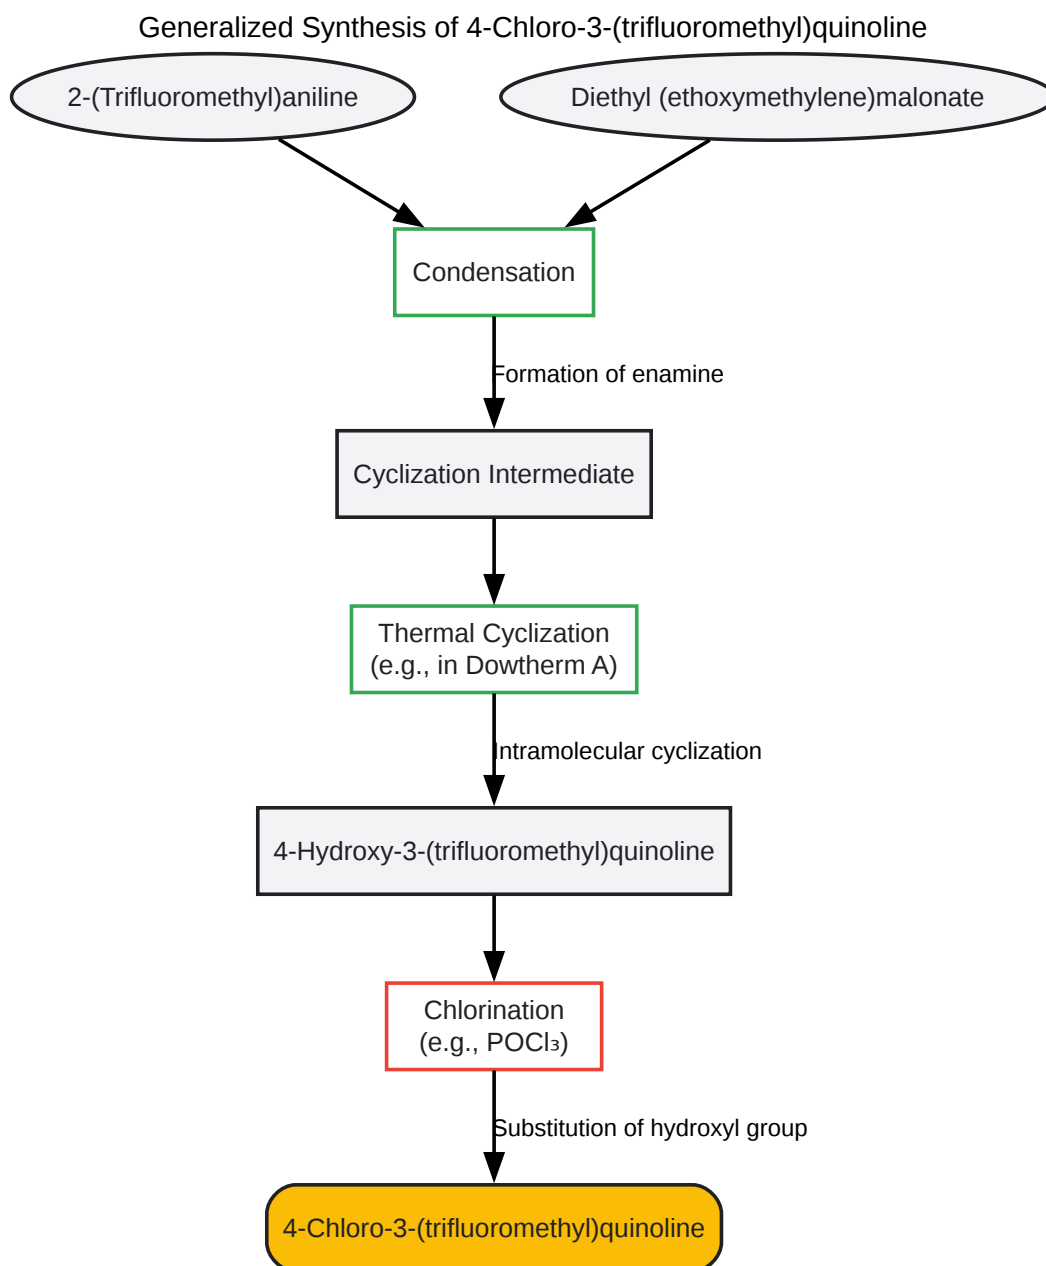 Generalized Synthesis of 4-Chloro-3-(trifluoromethyl)quinoline
2-(Trifluoromethyl)aniline
Diethyl (ethoxymethylene)malonate
Condensation
Formation of enamine
Cyclization Intermediate
Thermal Cyclization
(e.g., in Dowtherm A)
Intramolecular cyclization
4-Hydroxy-3-(trifluoromethyl)quinoline
Chlorination
(e.g., POCl₃)
Substitution of hydroxyl group
4-Chloro-3-(trifluoromethyl)quinoline